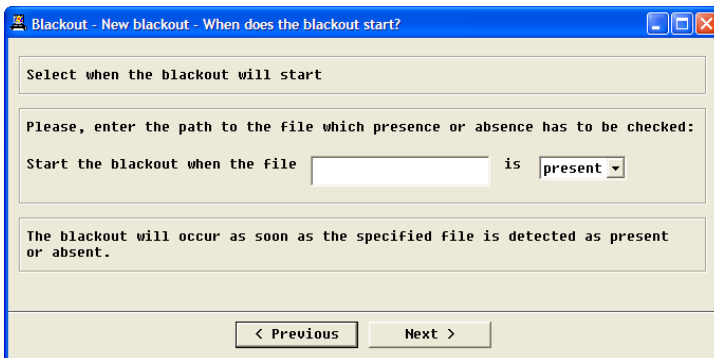 Blackout - New blackout - When does the blackout start?
Select when the blackout will start
Please, enter the path to the file which presence or absence has to be checked:
Start the blackout when the file is present
The blackout will occur as soon as the specified file is detected as present
or absent.
< Previous Next >